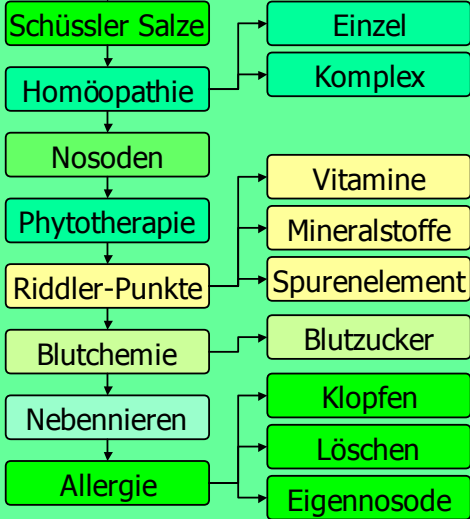 Schüssler Salze
Einzel
Homöopathie
Komplex
Nosoden
Vitamine
Phytotherapie
Mineralstoffe
Riddler-Punkte
Spurenelement
Blutchemie
Blutzucker
Nebennieren
Klopfen
Löschen
Allergie
Eigennosode